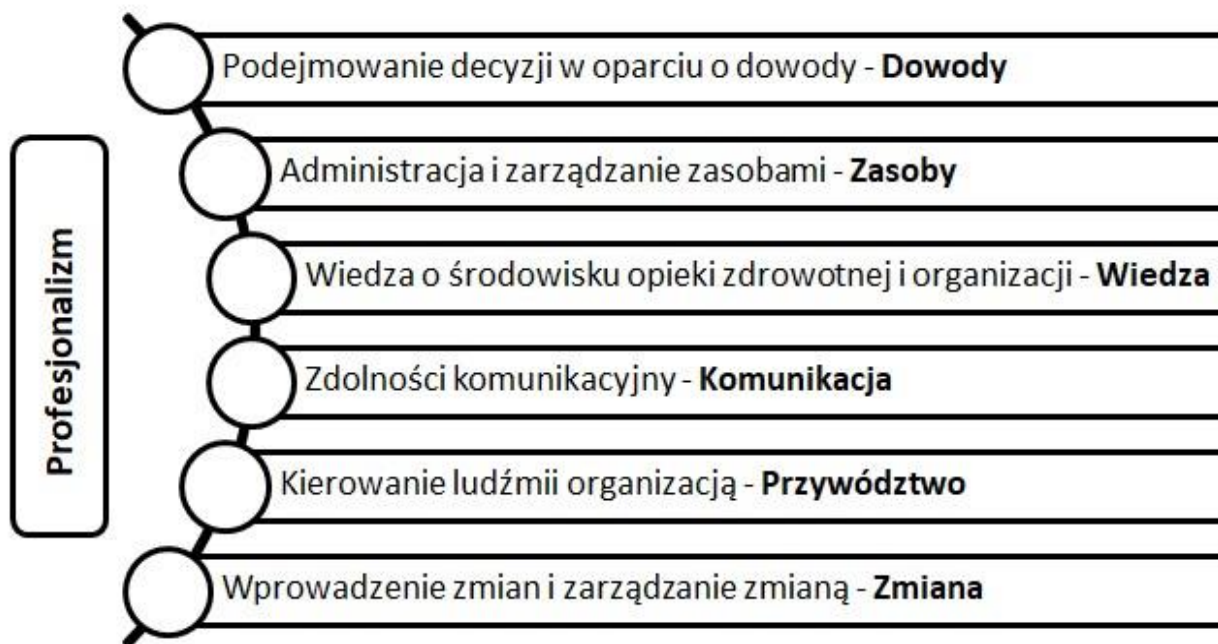 Profesjonalizm
Podejmowanie decyzji w oparciu o dowody - Dowody
Administracja i zarządzanie zasobami - Zasoby
Wiedza o środowisku opieki zdrowotnej i organizacji - Wiedza
Zdolności komunikacyjny - Komunikacja
Kierowanie ludźmii organizacją - Przywództwo
Wprowadzenie zmian i zarządzanie zmianą - Zmiana